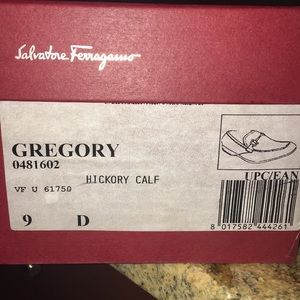 Salvatore Ferragamo
GREGORY
0481602
HICKORY CALF
UPC/EAN
VF U 61750
9 D
8 017582 444261